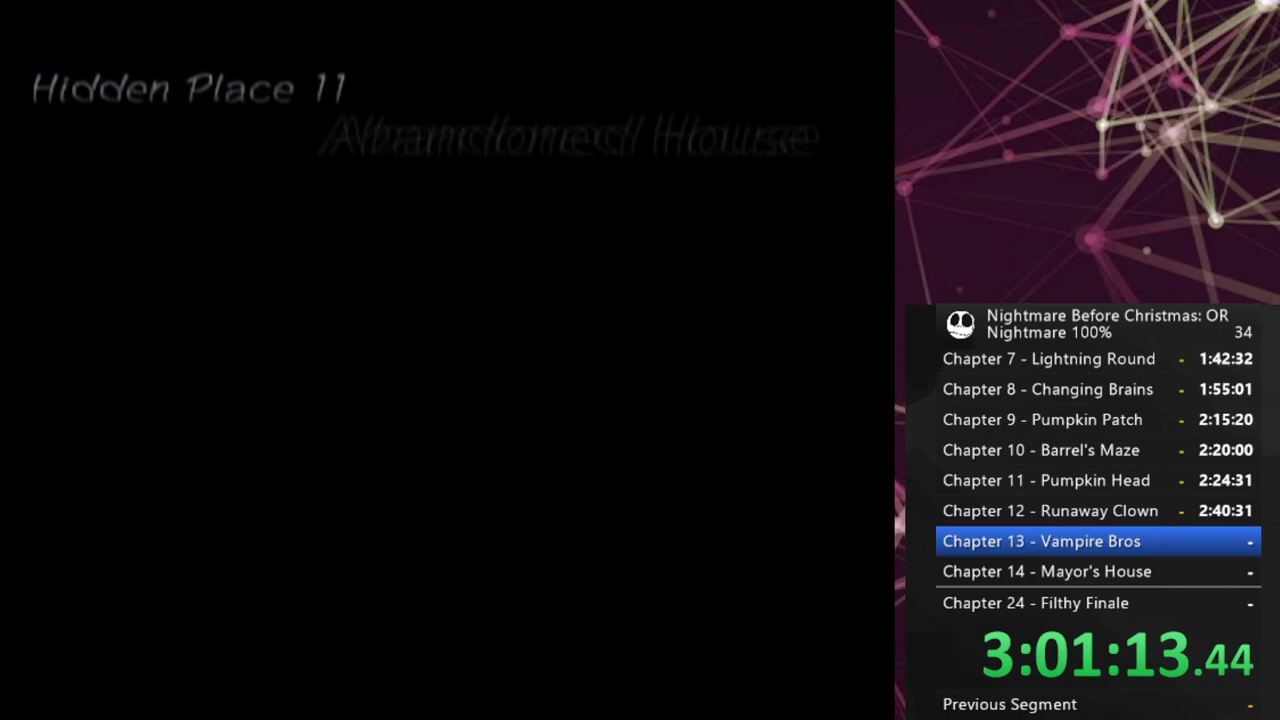 Hidden Place 11
Abandoned House
Nightmare Before Christmas: OR
Nightmare 100% 34
Chapter 7 - Lightning Round - 1:42:32
Chapter 8 - Changing Brains - 1:55:01
Chapter 9 - Pumpkin Patch - 2:15:20
Chapter 10 - Barrel's Maze - 2:20:00
Chapter 11 - Pumpkin Head - 2:24:31
Chapter 12 - Runaway Clown - 2:40:31
Chapter 13 - Vampire Bros -
Chapter 14 - Mayor's House -
Chapter 24 - Filthy Finale -
3:01:13.44
Previous Segment -